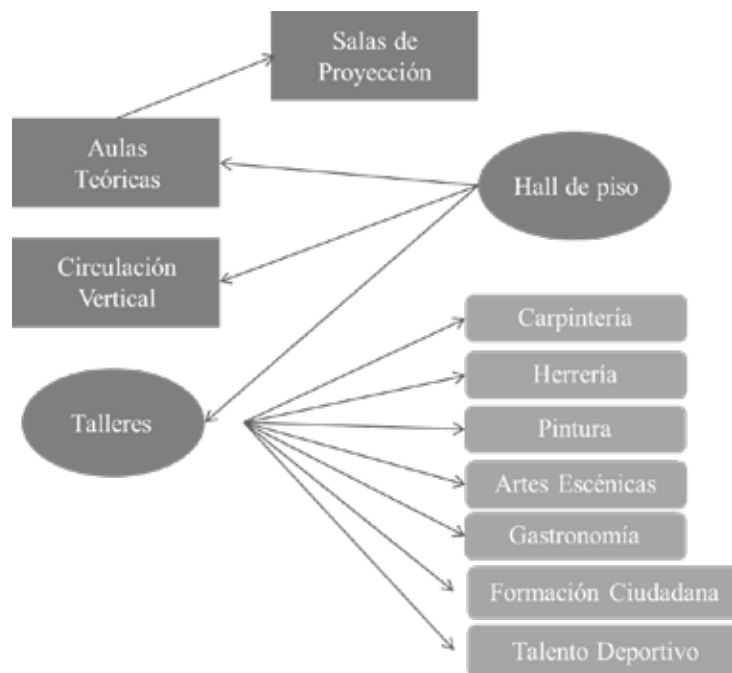 Salas de
Proyección
Aulas
Teóricas
Hall de piso
Circulación
Vertical
Talleres
Carpintería
Herrería
Pintura
Artes Escénicas
Gastronomía
Formación Ciudadana
Talento Deportivo